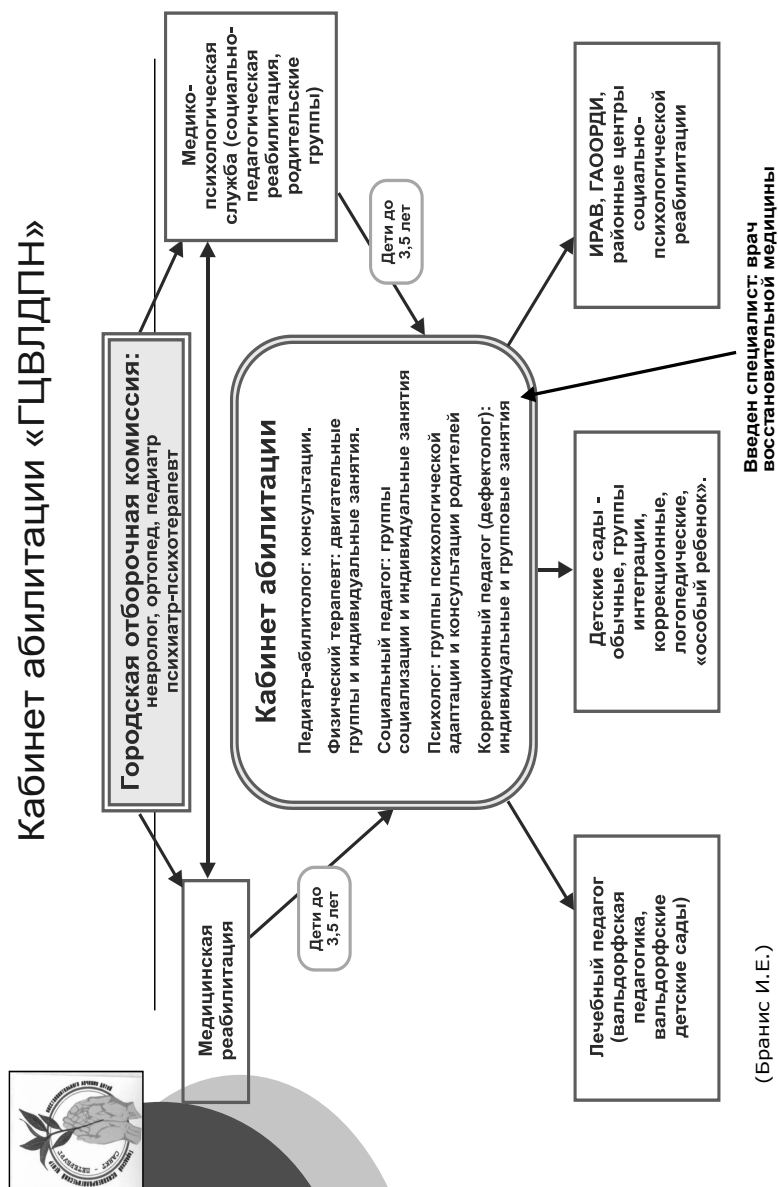 Кабинет абилитации «ГЦВЛДПН»
Городская отборочная комиссия:
невролог, ортопед, педиатр
психиатр-психотерапевт
Медицинская
реабилитация
Медико-
психологическая
служба (социально-
педагогическая
реабилитация,
родительские
группы)
Дети до
3,5 лет
Дети до
3,5 лет
Кабинет абилитации
Педиатр-абилитолог: консультации.
Физический терапевт: двигательные
группы и индивидуальные занятия.
Социальный педагог: группы
социализации и индивидуальные занятия
Психолог: группы психологической
адаптации и консультации родителей
Коррекционный педагог (дефектолог):
индивидуальные и групповые занятия
Лечебный педагог
(вальдорфская
педагогика,
вальдорфские
детские сады)
Детские сады -
обычные, группы
интеграции,
коррекционные,
логопедические,
«особый ребенок».
ИРАВ, ГАООРДИ,
районные центры
социально-
психологической
реабилитации
Введен специалист: врач
восстановительной медицины
(Бранис И.Е.)
САНКТ - ПЕТЕРБУРГ